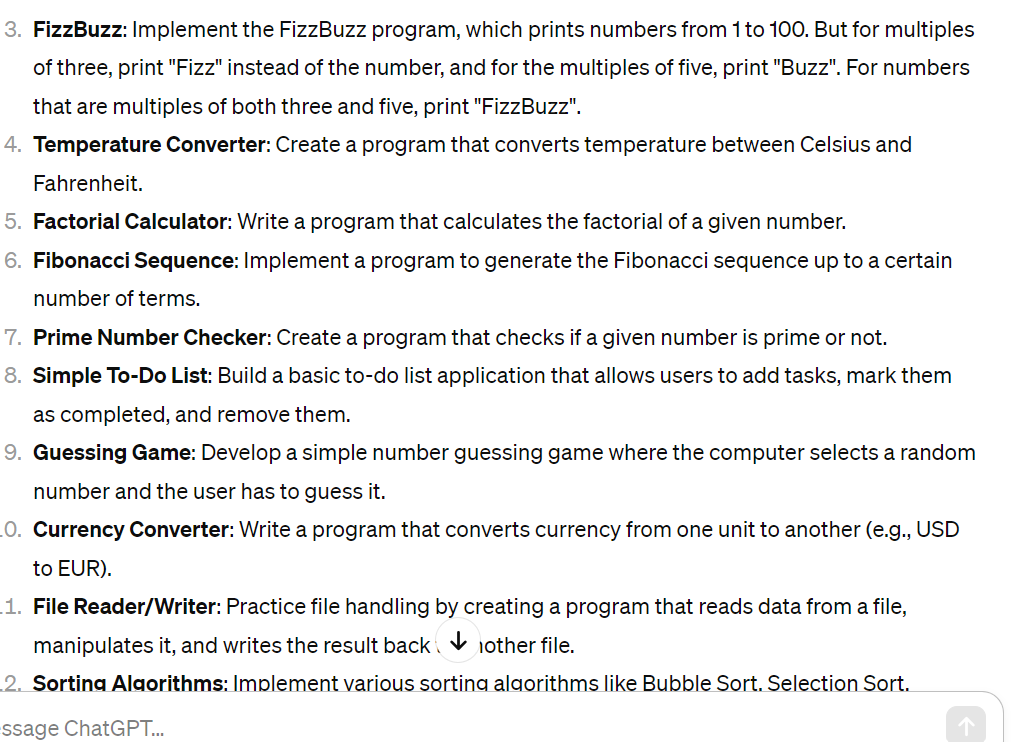 3. FizzBuzz: Implement the FizzBuzz program, which prints numbers from 1 to 100. But for multiples
of three, print "Fizz" instead of the number, and for the multiples of five, print "Buzz". For numbers
that are multiples of both three and five, print "FizzBuzz".
4. Temperature Converter: Create a program that converts temperature between Celsius and
Fahrenheit.
5. Factorial Calculator: Write a program that calculates the factorial of a given number.
6. Fibonacci Sequence: Implement a program to generate the Fibonacci sequence up to a certain
number of terms.
7. Prime Number Checker: Create a program that checks if a given number is prime or not.
8. Simple To-Do List: Build a basic to-do list application that allows users to add tasks, mark them
as completed, and remove them.
9. Guessing Game: Develop a simple number guessing game where the computer selects a random
number and the user has to guess it.
10. Currency Converter: Write a program that converts currency from one unit to another (e.g., USD
to EUR).
11. File Reader/Writer: Practice file handling by creating a program that reads data from a file,
manipulates it, and writes the result back nother file.
12. Sorting Algorithms: Implement various sorting algorithms like Bubble Sort, Selection Sort,
ssage ChatGPT...